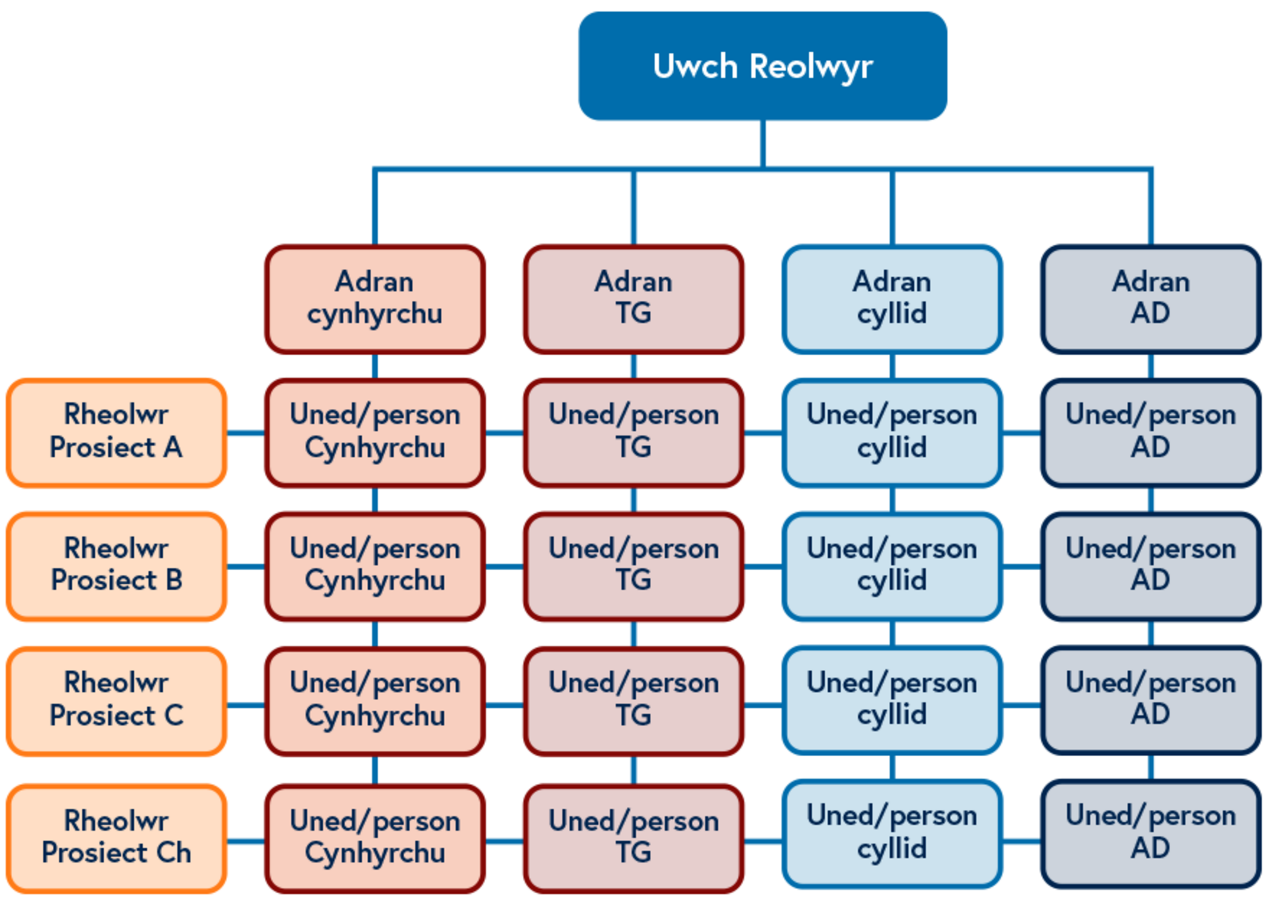 Uwch Reolwyr
Adran
cynhyrchu
Adran
TG
Adran
cyllid
Adran
AD
Rheolwr
Prosiect A
Uned/person
Cynhyrchu
Uned/person
TG
Uned/person
cyllid
Uned/person
AD
Rheolwr
Prosiect B
Uned/person
Cynhyrchu
Uned/person
TG
Uned/person
cyllid
Uned/person
AD
Rheolwr
Prosiect C
Uned/person
Cynhyrchu
Uned/person
TG
Uned/person
cyllid
Uned/person
AD
Rheolwr
Prosiect Ch
Uned/person
Cynhyrchu
Uned/person
TG
Uned/person
cyllid
Uned/person
AD